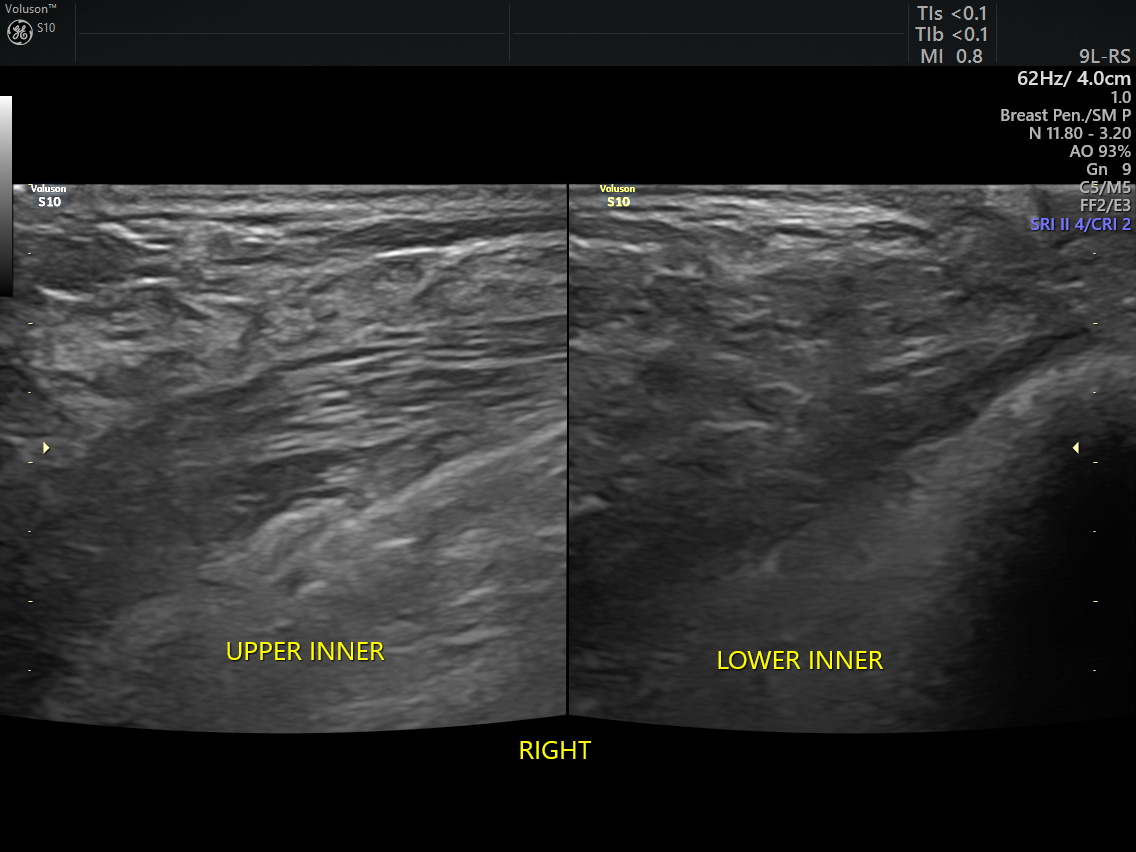 Voluson™
S10
TIs <0.1
TIb <0.1
MI 0.8
9L-RS
62Hz/ 4.0cm
1.0
Breast Pen./SM P
N 11.80 - 3.20
AO 93%
Gn 9
C5/M5
FF2/E3
SRI II 4/CRI 2
Voluson
S10
Voluson
S10
UPPER INNER
LOWER INNER
RIGHT